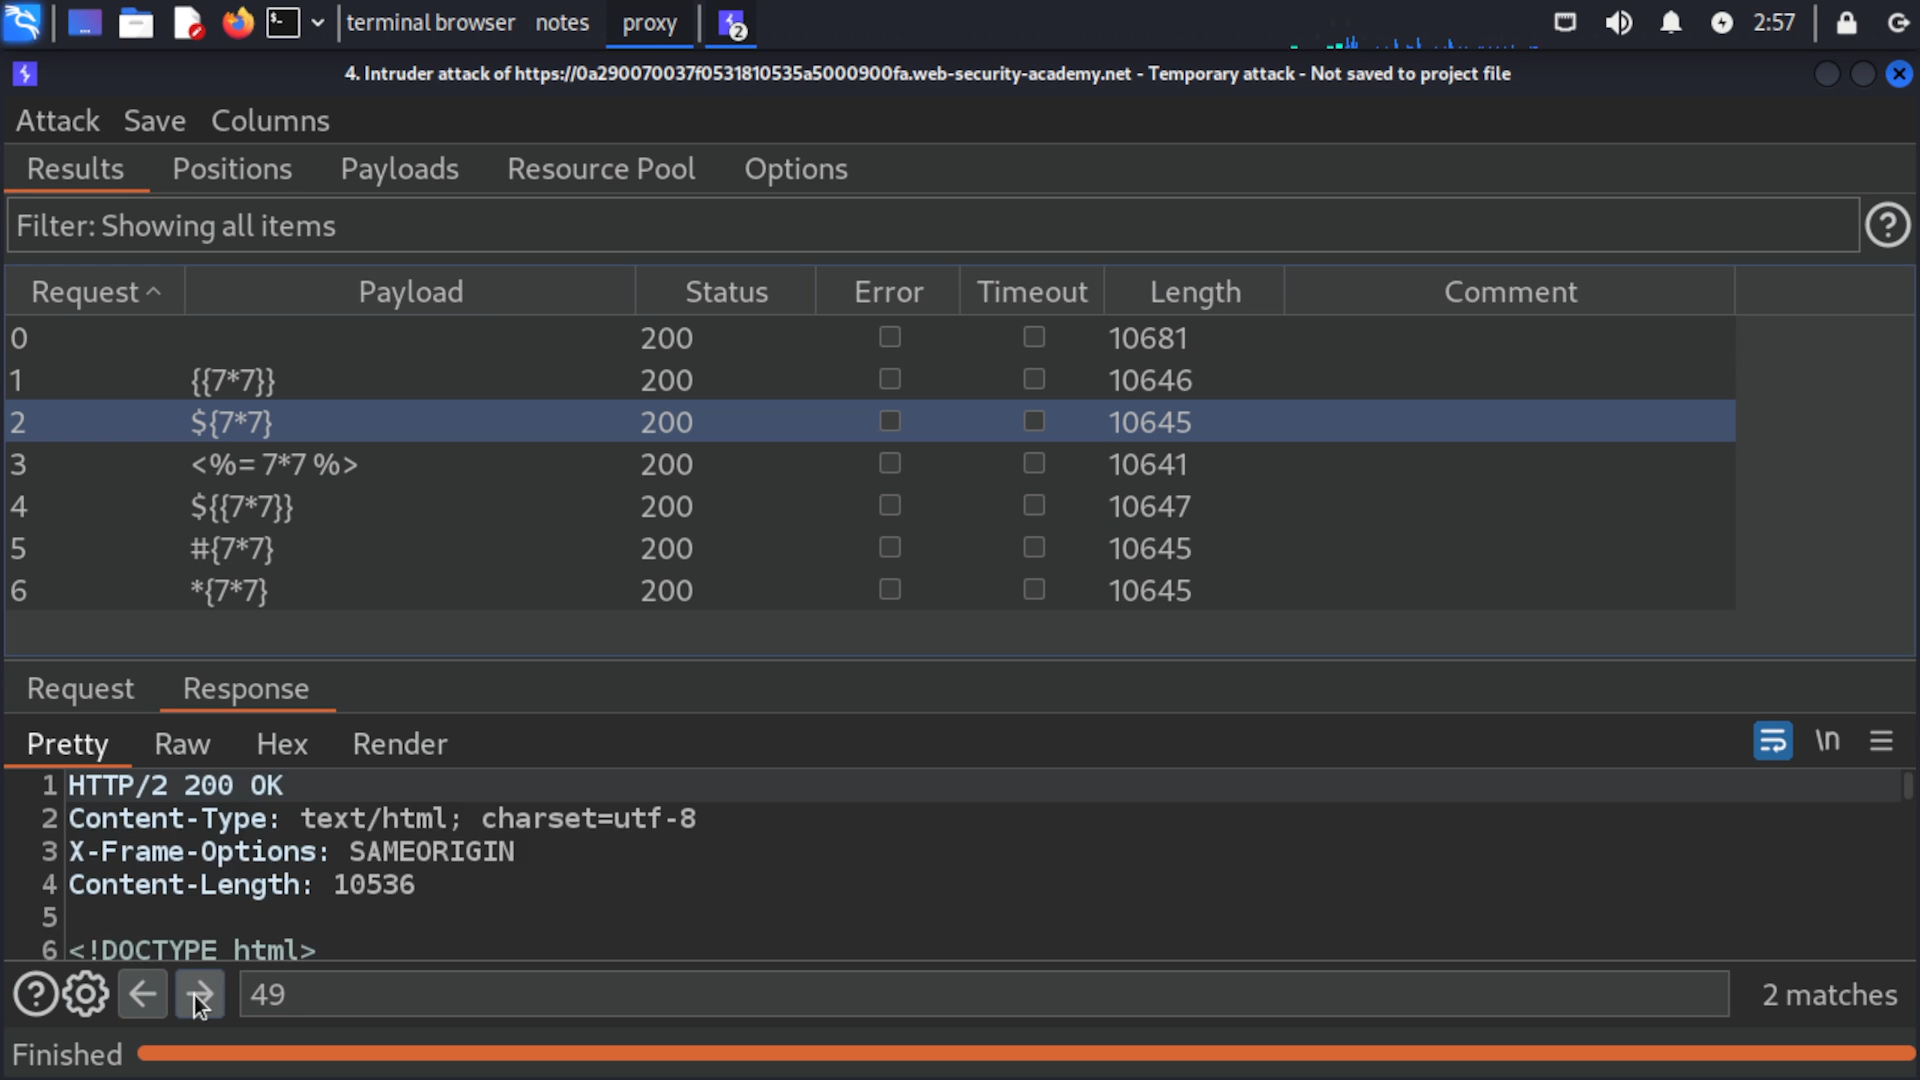 terminal browser notes proxy 2 2:57
4. Intruder attack of https://0a290070037f0531810535a5000900fa.web-security-academy.net - Temporary attack - Not saved to project file
Attack Save Columns
Results Positions Payloads Resource Pool Options
Filter: Showing all items ?
Request Payload Status Error Timeout Length Comment
0 200 10681
1 {{7*7}} 200 10646
2 ${7*7} 200 10645
3 <%= 7*7 %> 200 10641
4 ${{7*7}} 200 10647
5 #{7*7} 200 10645
6 *{7*7} 200 10645
Request Response
Pretty Raw Hex Render \n
1 HTTP/2 200 OK
2 Content-Type: text/html; charset=utf-8
3 X-Frame-Options: SAMEORIGIN
4 Content-Length: 10536
5
6 <!DOCTYPE html>
? 49 2 matches
Finished